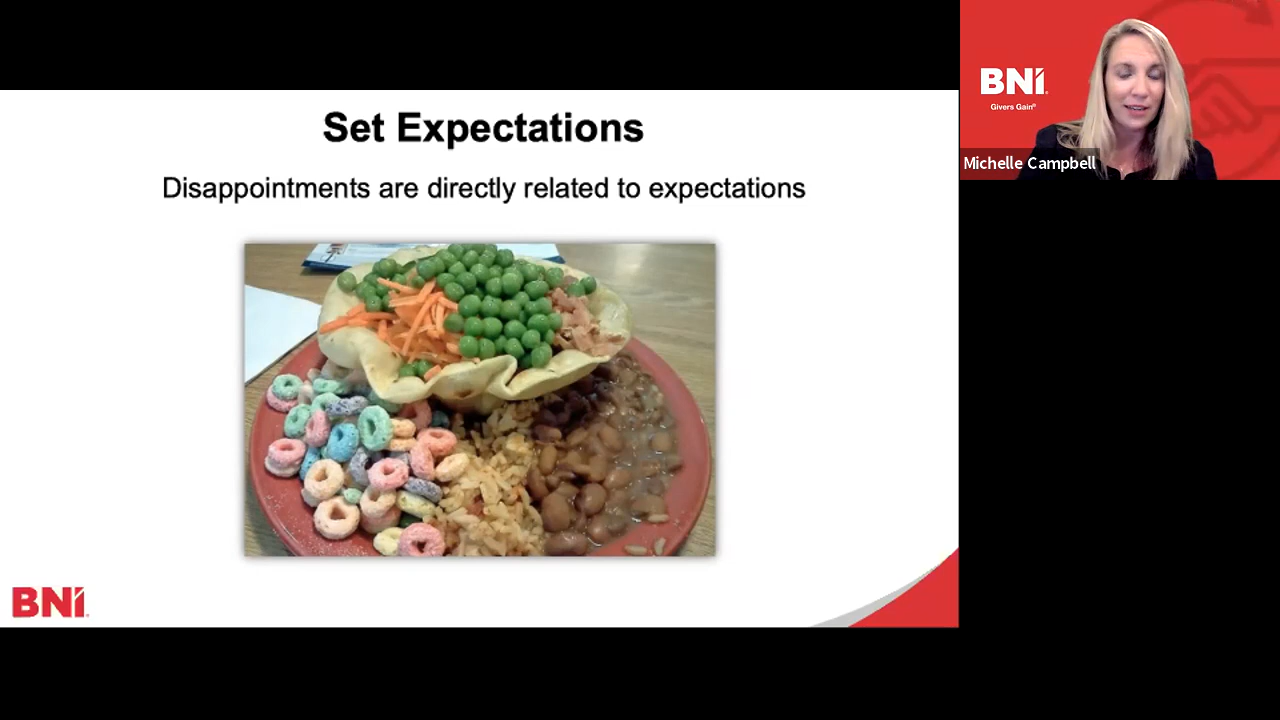 Set Expectations
Disappointments are directly related to expectations
BNI
BNI
Givers Gain®
Michelle Campbell